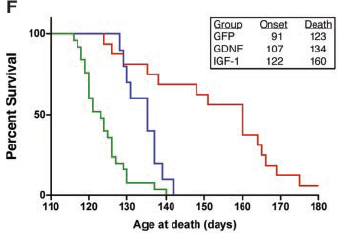 F
Group Onset Death
GFP 91 123
GDNF 107 134
IGF-1 122 160
Percent Survival
100
50
0
110 120 130 140 150 160 170 180
Age at death (days)